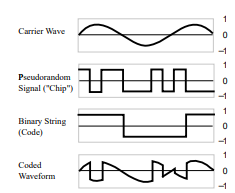 Carrier Wave
1
0
–1
Pseudorandom
Signal ("Chip")
1
0
–1
Binary String
(Code)
1
0
–1
Coded
Waveform
1
0
–1